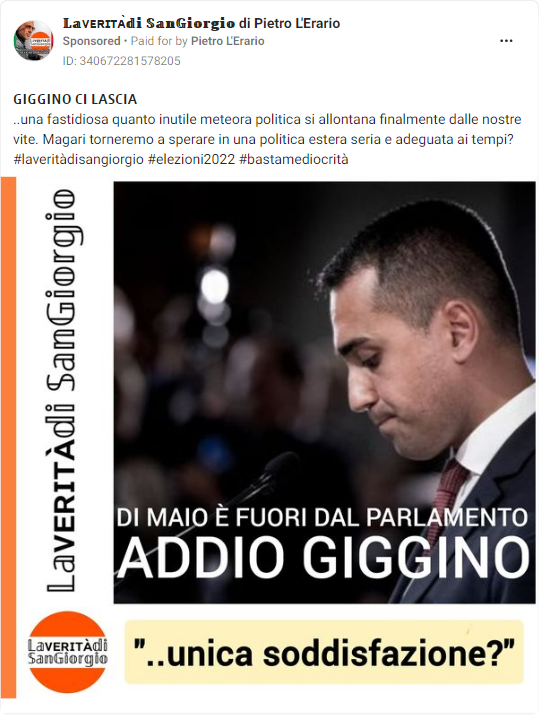 LaVERITÀdi SanGiorgio di Pietro L'Erario
Sponsored • Paid for by Pietro L'Erario
ID: 340672281578205
GIGGINO CI LASCIA
..una fastidiosa quanto inutile meteora politica si allontana finalmente dalle nostre
vite. Magari torneremo a sperare in una politica estera seria e adeguata ai tempi?
#laveritàdisangiorgio #elezioni2022 #bastamediocrità
LaVERITÀdi SanGiorgio
DI MAIO È FUORI DAL PARLAMENTO
ADDIO GIGGINO
LaVERITÀdi
SanGiorgio
"..unica soddisfazione?"